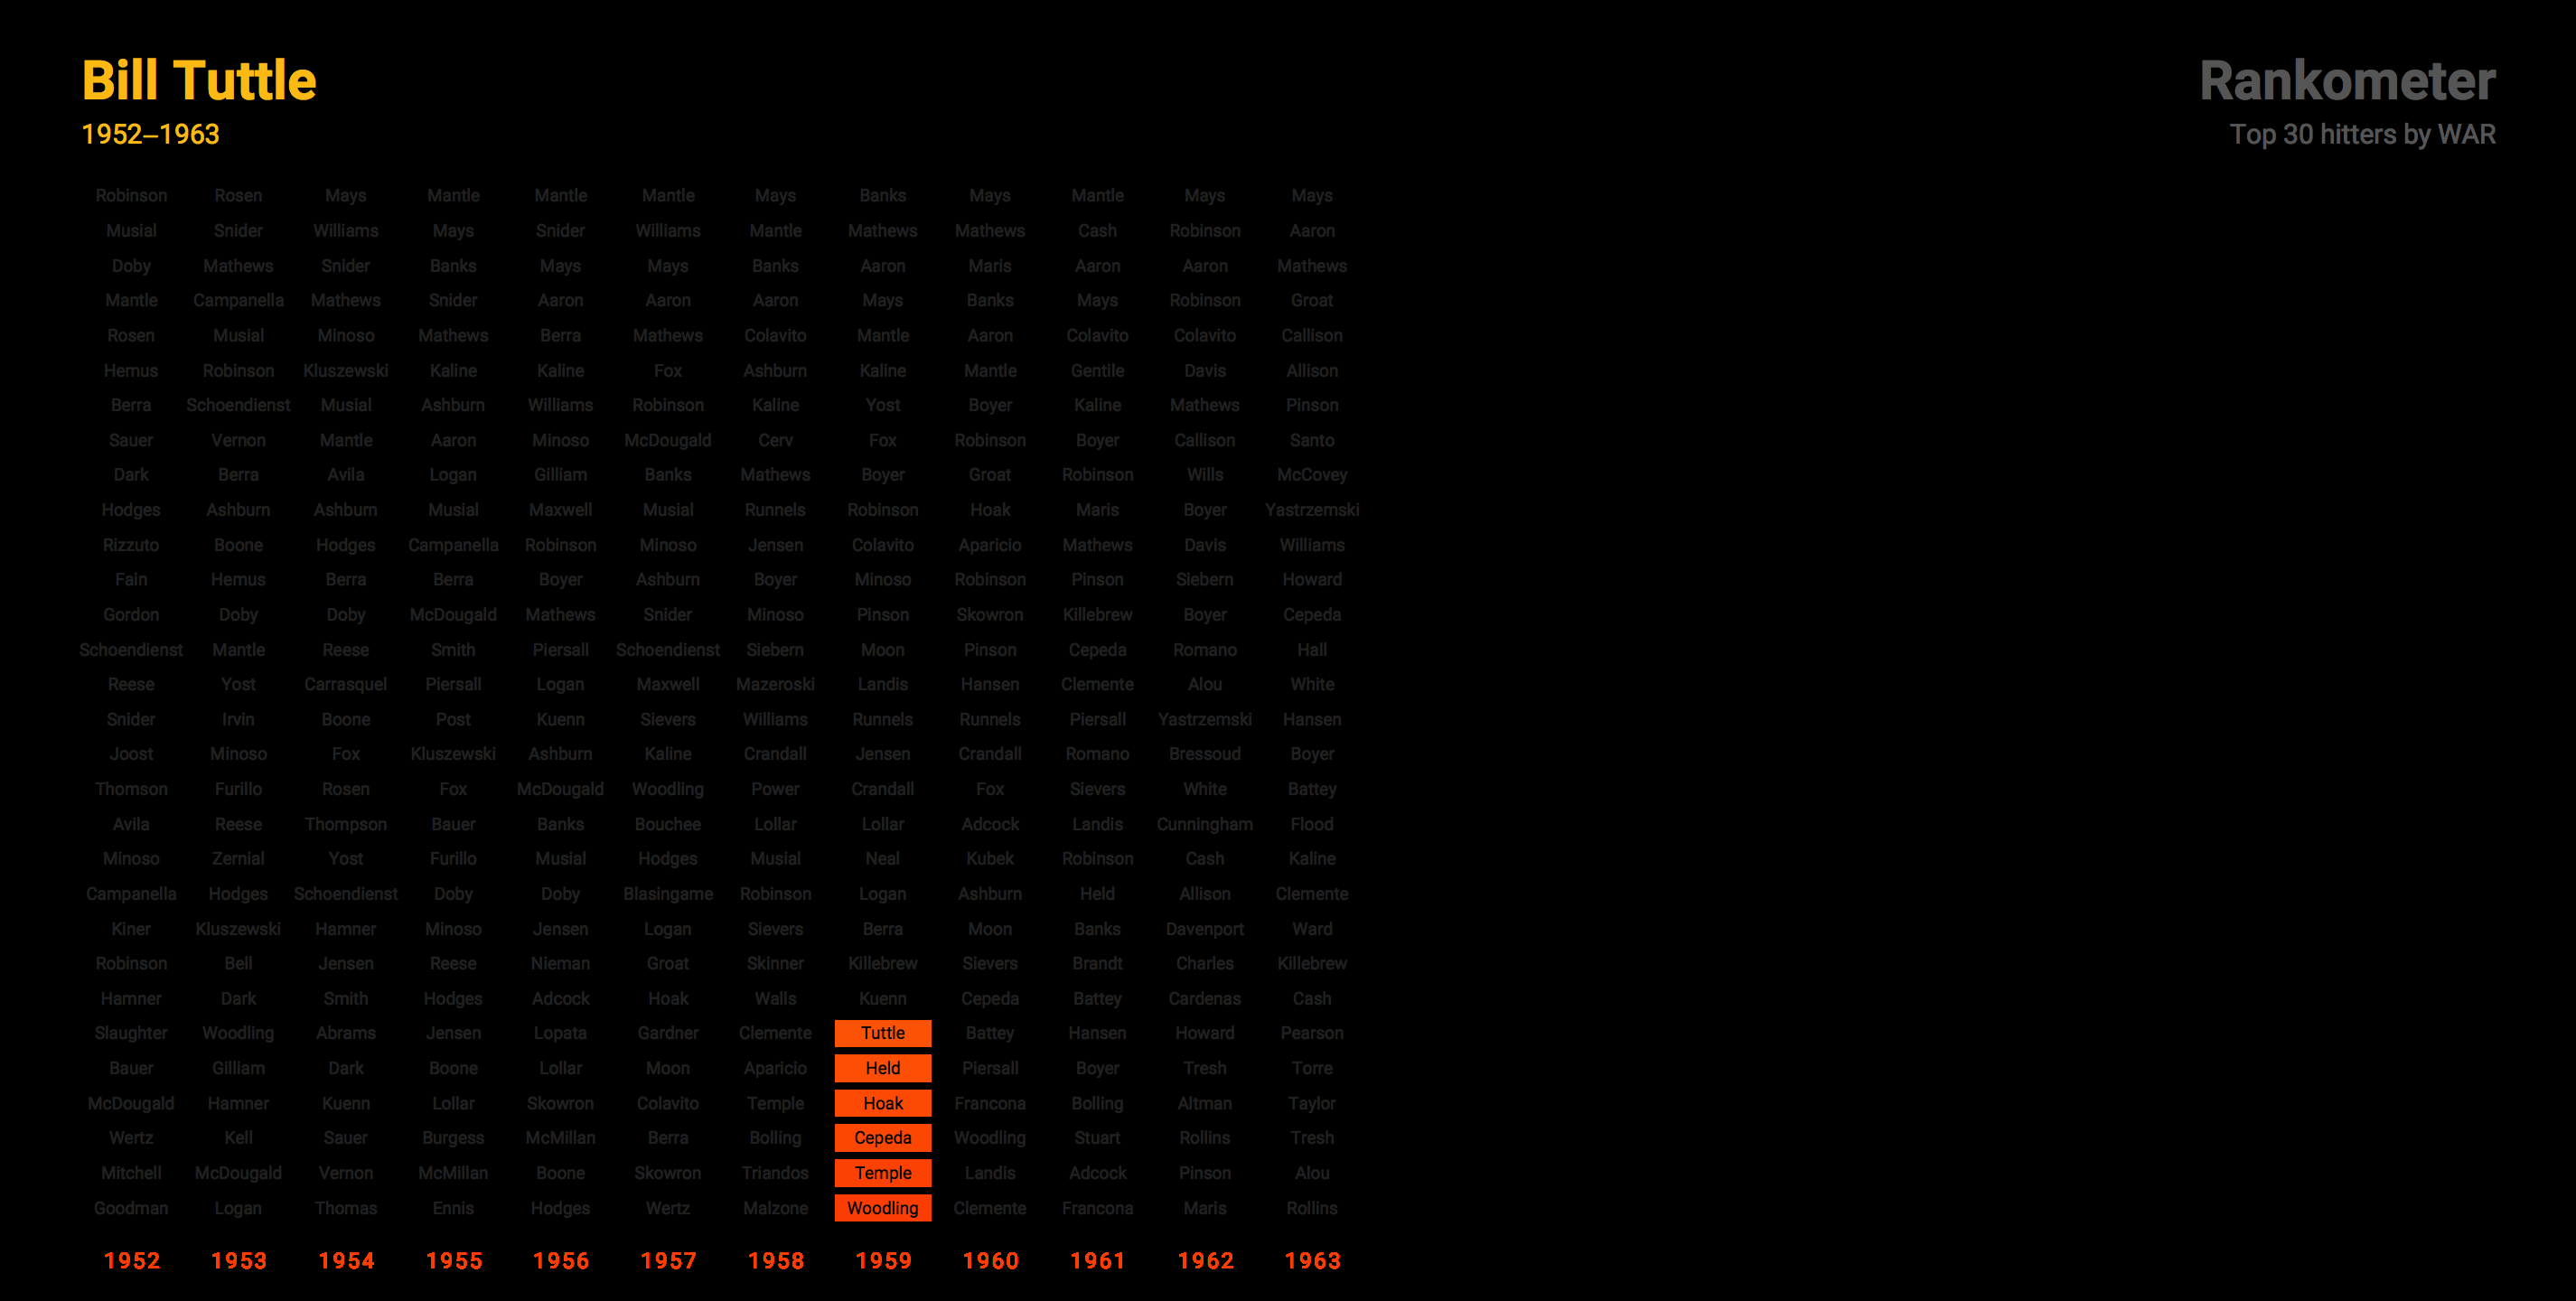 Bill Tuttle
1952–1963
Rankometer
Top 30 hitters by WAR
Robinson Rosen Mays Mantle Mantle Mantle Mays Banks Mays Mantle Mays Mays
Musial Snider Williams Mays Snider Williams Mantle Mathews Mathews Cash Robinson Aaron
Doby Mathews Snider Banks Mays Mays Banks Aaron Maris Aaron Aaron Mathews
Mantle Campanella Mathews Snider Aaron Aaron Aaron Mays Banks Mays Robinson Groat
Rosen Musial Minoso Mathews Berra Mathews Colavito Mantle Aaron Colavito Colavito Callison
Hemus Robinson Kluszewski Kaline Kaline Fox Ashburn Kaline Mantle Gentile Davis Allison
Berra Schoendienst Musial Ashburn Williams Robinson Kaline Yost Boyer Kaline Mathews Pinson
Sauer Vernon Mantle Aaron Minoso McDougald Cerv Fox Robinson Boyer Callison Santo
Dark Berra Avila Logan Gilliam Banks Mathews Boyer Groat Robinson Wills McCovey
Hodges Ashburn Ashburn Musial Maxwell Musial Runnels Robinson Hoak Maris Boyer Yastrzemski
Rizzuto Boone Hodges Campanella Robinson Minoso Jensen Colavito Aparicio Mathews Davis Williams
Fain Hemus Berra Berra Boyer Ashburn Boyer Minoso Robinson Pinson Siebern Howard
Gordon Doby Doby McDougald Mathews Snider Minoso Pinson Skowron Killebrew Boyer Cepeda
Schoendienst Mantle Reese Smith Piersall Schoendienst Siebern Moon Pinson Cepeda Romano Hall
Reese Yost Carrasquel Piersall Logan Maxwell Mazeroski Landis Hansen Clemente Alou White
Snider Irvin Boone Post Kuenn Sievers Williams Runnels Runnels Piersall Yastrzemski Hansen
Joost Minoso Fox Kluszewski Ashburn Kaline Crandall Jensen Crandall Romano Bressoud Boyer
Thomson Furillo Rosen Fox McDougald Woodling Power Crandall Fox Sievers White Battey
Avila Reese Thompson Bauer Banks Bouchee Lollar Lollar Adcock Landis Cunningham Flood
Minoso Zernial Yost Furillo Musial Hodges Musial Neal Kubek Robinson Cash Kaline
Campanella Hodges Schoendienst Doby Doby Blasingame Robinson Logan Ashburn Held Allison Clemente
Kiner Kluszewski Hamner Minoso Jensen Logan Sievers Berra Moon Banks Davenport Ward
Robinson Bell Jensen Reese Nieman Groat Skinner Killebrew Sievers Brandt Charles Killebrew
Hamner Dark Smith Hodges Adcock Hoak Walls Kuenn Cepeda Battey Cardenas Cash
Slaughter Woodling Abrams Jensen Lopata Gardner Clemente Tuttle Battey Hansen Howard Pearson
Bauer Gilliam Dark Boone Lollar Moon Aparicio Held Piersall Boyer Tresh Torre
McDougald Hamner Kuenn Lollar Skowron Colavito Temple Hoak Francona Bolling Altman Taylor
Wertz Kell Sauer Burgess McMillan Berra Bolling Cepeda Woodling Stuart Rollins Tresh
Mitchell McDougald Vernon McMillan Boone Skowron Triandos Temple Landis Adcock Pinson Alou
Goodman Logan Thomas Ennis Hodges Wertz Malzone Woodling Clemente Francona Maris Rollins
1952 1953 1954 1955 1956 1957 1958 1959 1960 1961 1962 1963